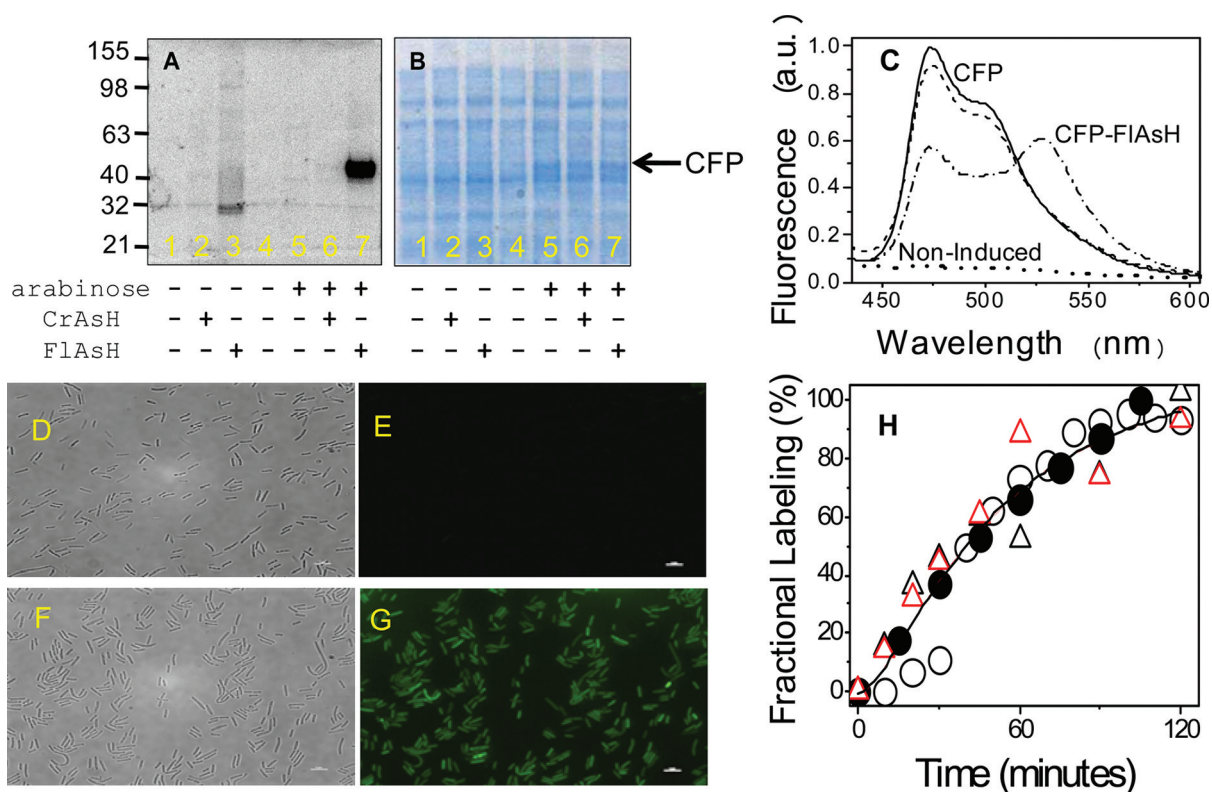 A
155
98
63
40
32
21
1 2 3 4 5 6 7
B
1 2 3 4 5 6 7
CFP
arabinose - - - - + + + - - - - + + +
CrAsH - + - - - + - - + - - - + -
FlAsH - - + - - - + - - + - - - +
C
Fluorescence (a.u.)
1.0
0.8
0.6
0.4
0.2
0.0
CFP
CFP-FlAsH
Non-Induced
450 500 550 600
Wavelength (nm)
D
E
F
G
H
Fractional Labeling (%)
100
80
60
40
20
0
0 60 120
Time (minutes)